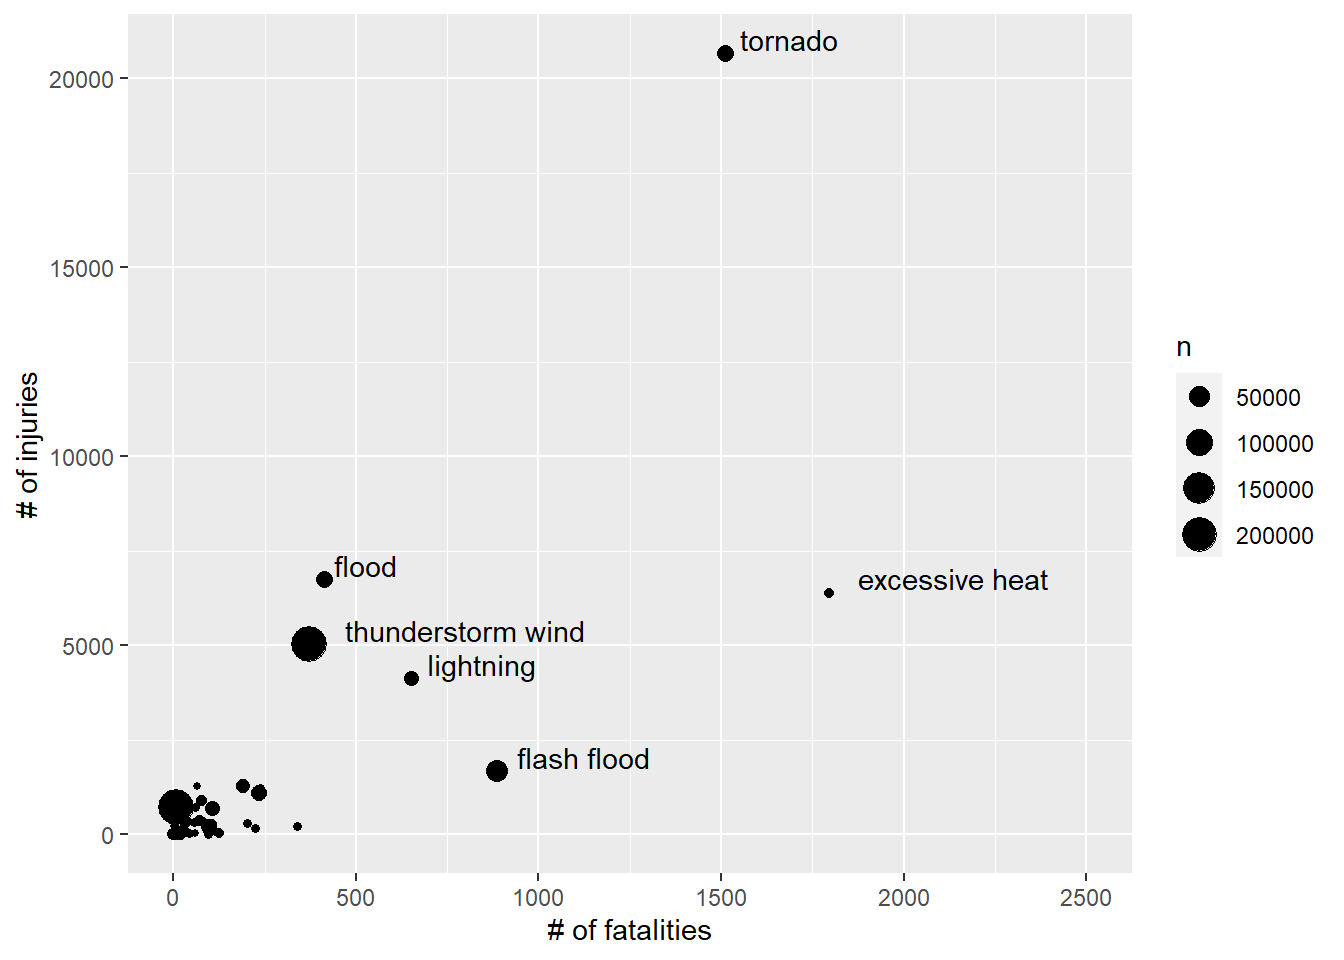 tornado
20000
15000
10000
5000
0
# of injuries
flood
excessive heat
thunderstorm wind
lightning
flash flood
0 500 1000 1500 2000 2500
# of fatalities
n
50000
100000
150000
200000